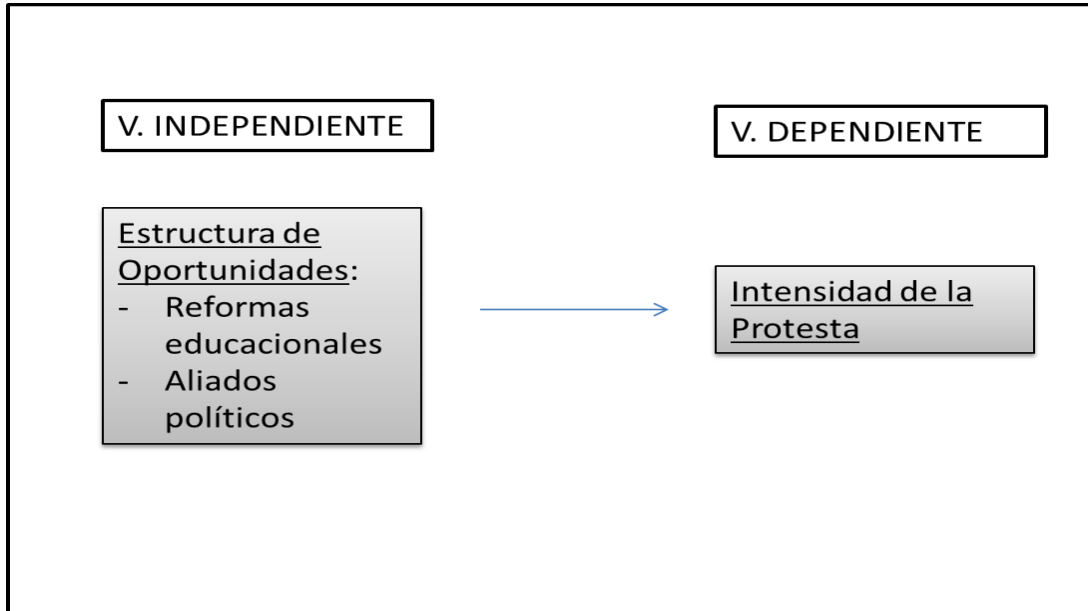 V. INDEPENDIENTE
V. DEPENDIENTE
Estructura de
Oportunidades:
- Reformas
educacionales
- Aliados
políticos
Intensidad de la
Protesta